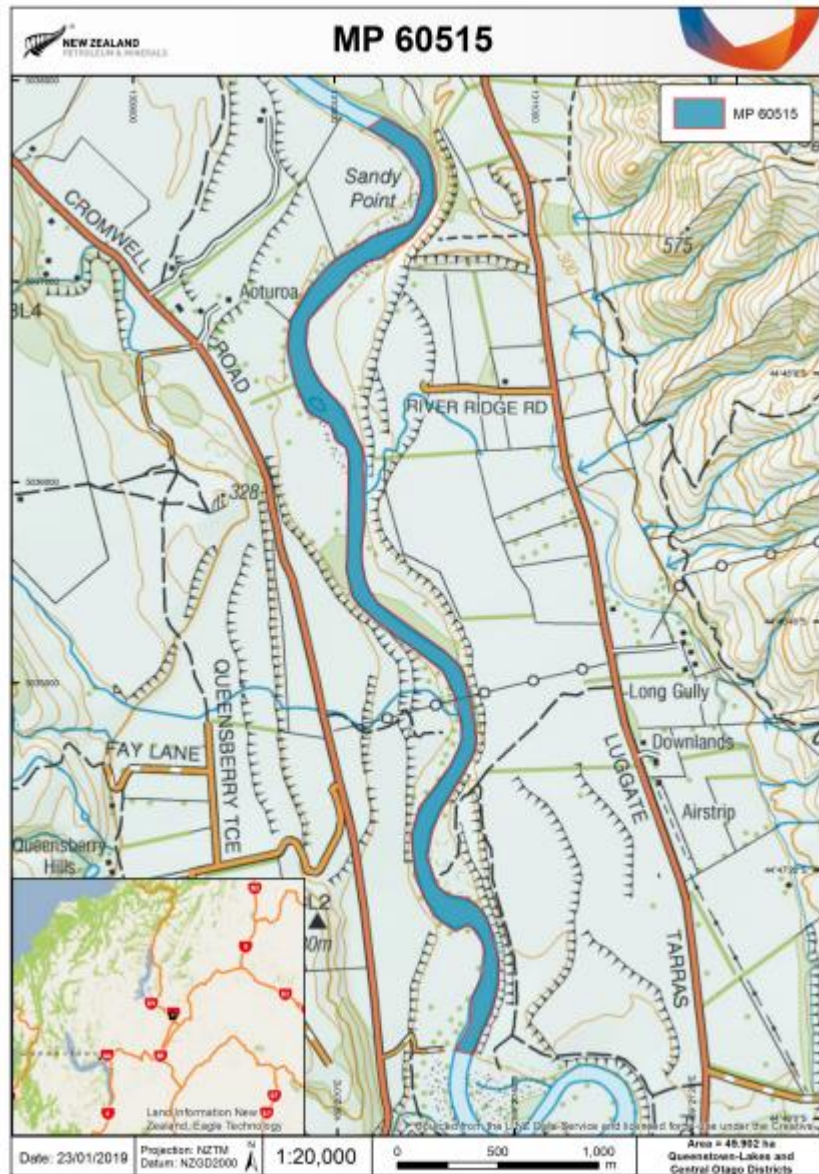 NEW ZEALAND
PETROLEUM & MINERALS
MP 60515
MP 60515
Sandy
Point
CROMWELL
575
300
Aoturoa
ROAD
RIVER RIDGE RD
328
Long Gully
QUEENSBERRY TCE
FAY LANE
Downlands
LUGGATE
Airstrip
Queensberry
Hills
TARRAS
Land Information New
Zealand, Eagle Technology
Date: 23/01/2019
Projection: NZTM
Datum: NZGD2000
N
1:20,000
0 500 1,000
m
Area = 49.902 ha
Queenstown-Lakes and
Central Otago Districts